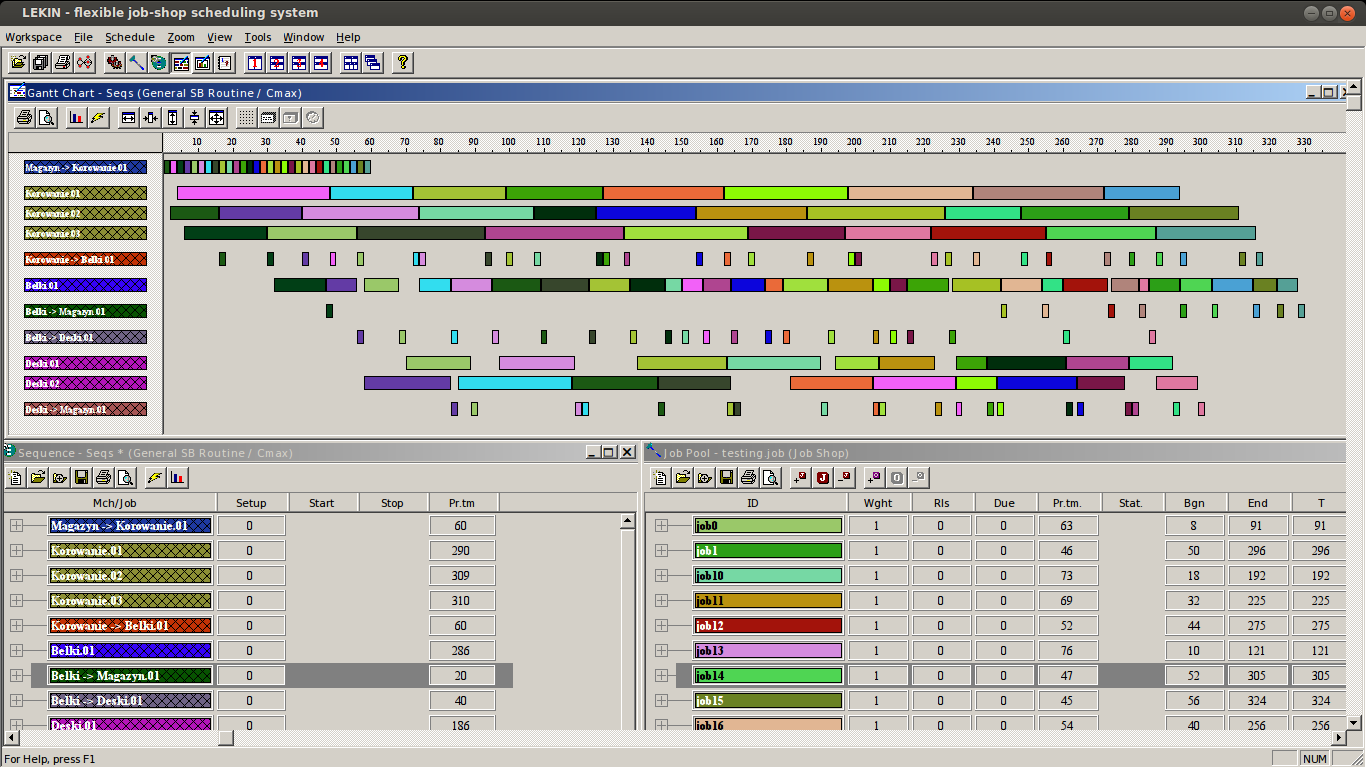 LEKIN - flexible job-shop scheduling system
Workspace File Schedule Zoom View Tools Window Help
Gantt Chart - Seqs (General SB Routine / Cmax)
10 20 30 40 50 60 70 80 90 100 110 120 130 140 150 160 170 180 190 200 210 220 230 240 250 260 270 280 290 300 310 320 330
Magazyn -> Korowanie.01
Korowanie.01
Korowanie.02
Korowanie.03
Korowanie -> Belki.01
Belki.01
Belki -> Magazyn.01
Belki -> Deski.01
Deski.01
Deski.02
Deski -> Magazyn.01
Sequence - Seqs * (General SB Routine / Cmax)
Mch/Job Setup Start Stop Pr.tm
Magazyn -> Korowanie.01 0 60
Korowanie.01 0 290
Korowanie.02 0 309
Korowanie.03 0 310
Korowanie -> Belki.01 0 60
Belki.01 0 286
Belki -> Magazyn.01 0 20
Belki -> Deski.01 0 40
Deski.01 0 186
Job Pool - testing.job (Job Shop)
ID Wght Rls Due Pr.tm. Stat. Bgn End T
job0 1 0 0 63 8 91 91
job1 1 0 0 46 50 296 296
job10 1 0 0 73 18 192 192
job11 1 0 0 69 32 225 225
job12 1 0 0 52 44 275 275
job13 1 0 0 76 10 121 121
job14 1 0 0 47 52 305 305
job15 1 0 0 45 56 324 324
job16 1 0 0 54 40 256 256
For Help, press F1
NUM